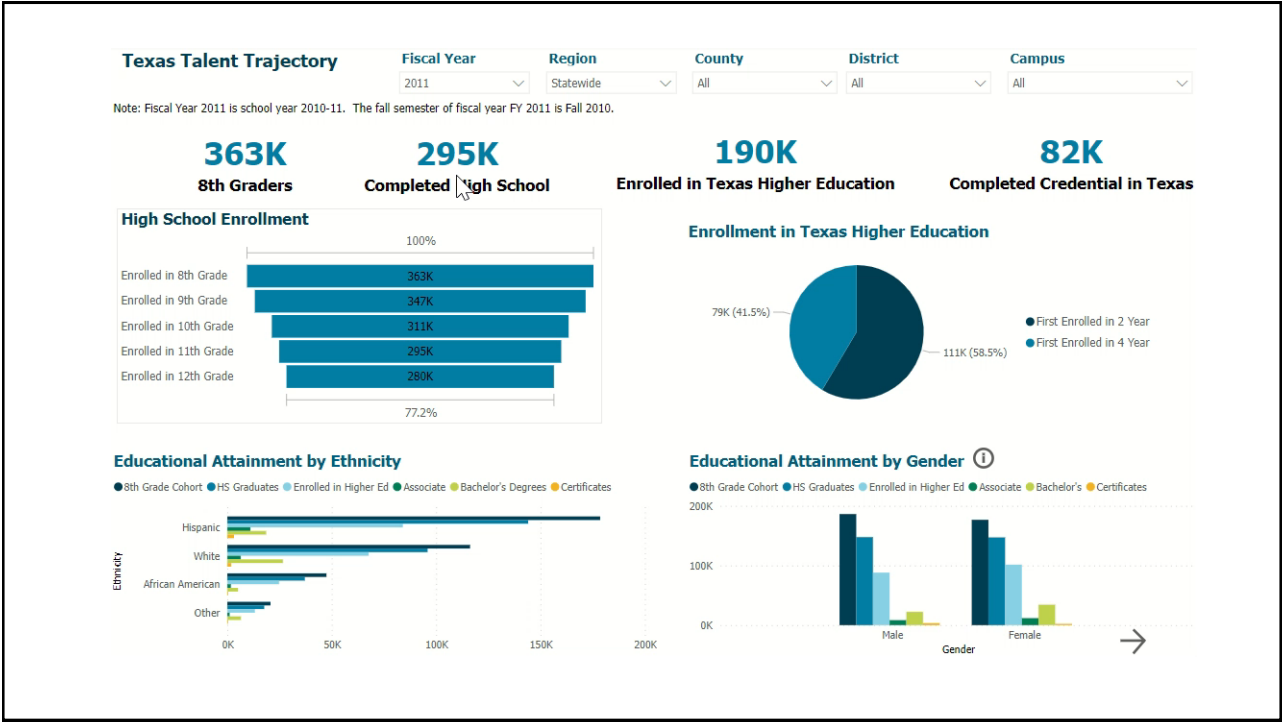 Texas Talent Trajectory
Fiscal Year
2011
Region
Statewide
County
All
District
All
Campus
All
Note: Fiscal Year 2011 is school year 2010-11. The fall semester of fiscal year FY 2011 is Fall 2010.
363K
8th Graders
295K
Completed High School
190K
Enrolled in Texas Higher Education
82K
Completed Credential in Texas
High School Enrollment
100%
Enrolled in 8th Grade 363K
Enrolled in 9th Grade 347K
Enrolled in 10th Grade 311K
Enrolled in 11th Grade 295K
Enrolled in 12th Grade 280K
77.2%
Enrollment in Texas Higher Education
79K (41.5%)
111K (58.5%)
First Enrolled in 2 Year
First Enrolled in 4 Year
Educational Attainment by Ethnicity
8th Grade Cohort HS Graduates Enrolled in Higher Ed Associate Bachelor's Degrees Certificates
Ethnicity
Hispanic
White
African American
Other
0K 50K 100K 150K 200K
Educational Attainment by Gender
8th Grade Cohort HS Graduates Enrolled in Higher Ed Associate Bachelor's Certificates
200K
100K
0K
Male Female
Gender